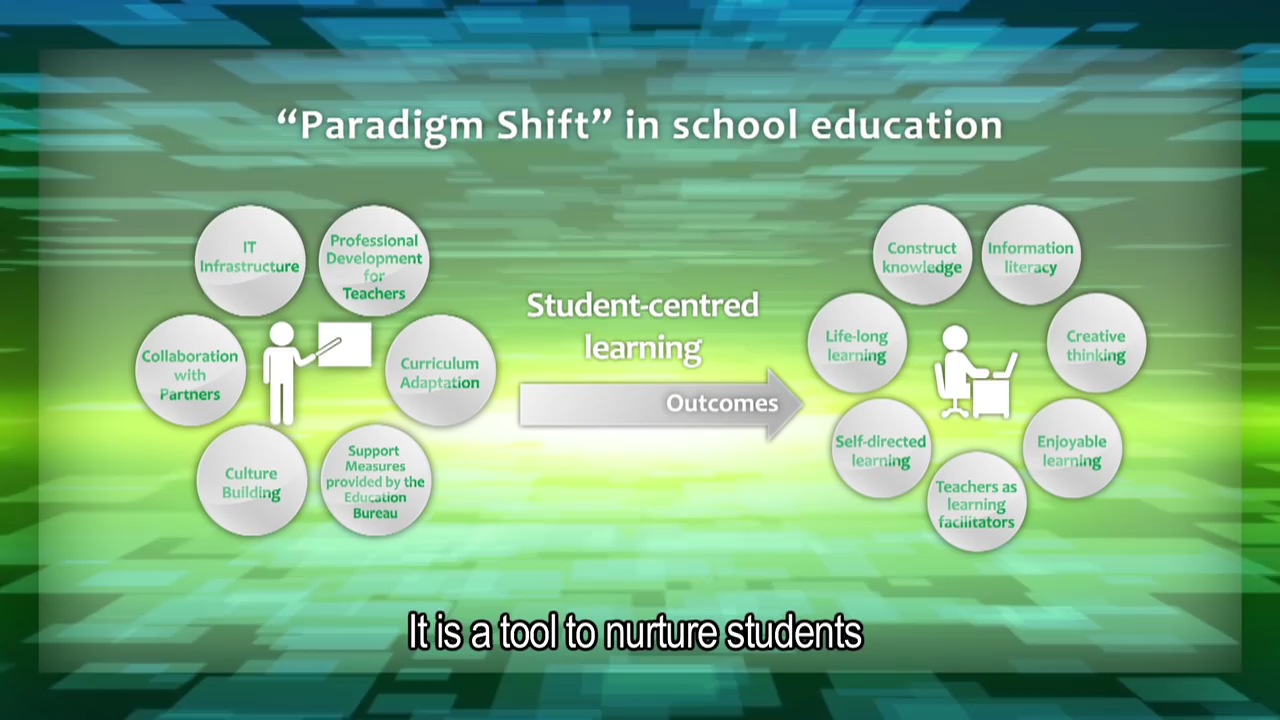 “Paradigm Shift” in school education
IT
Infrastructure
Professional
Development
for
Teachers
Collaboration
with
Partners
Curriculum
Adaptation
Culture
Building
Support
Measures
provided by the
Education
Bureau
Student-centred
learning
Outcomes
Construct
knowledge
Information
literacy
Life-long
learning
Creative
thinking
Self-directed
learning
Enjoyable
learning
Teachers as
learning
facilitators
It is a tool to nurture students